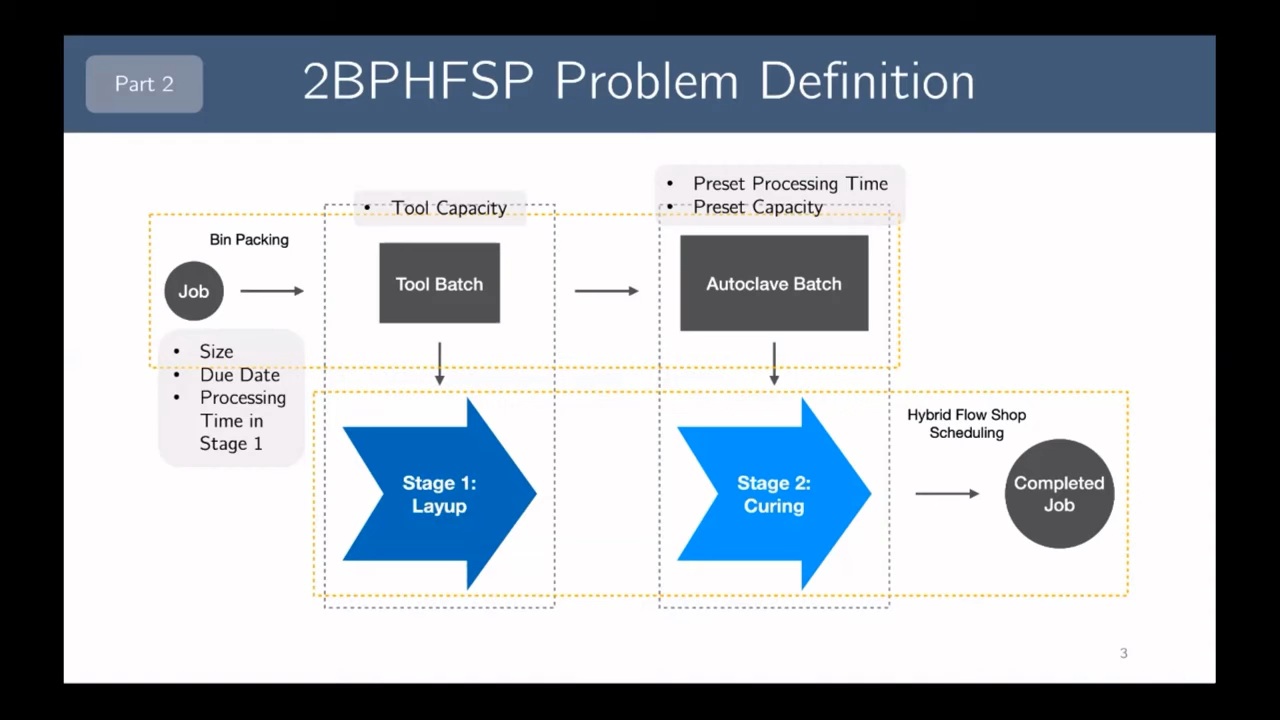 Part 2
2BPHFSP Problem Definition
• Tool Capacity
• Preset Processing Time
• Preset Capacity
Bin Packing
Job
Tool Batch
Autoclave Batch
• Size
• Due Date
• Processing
Time in
Stage 1
Hybrid Flow Shop
Scheduling
Stage 1:
Layup
Stage 2:
Curing
Completed
Job
3